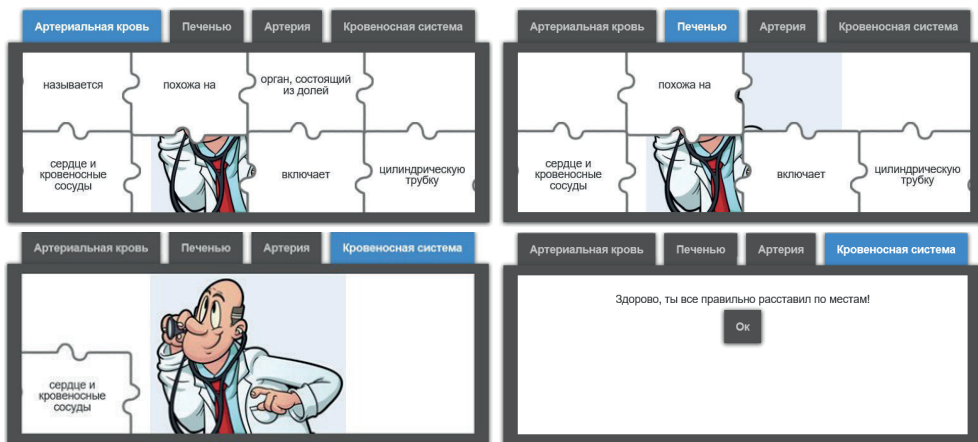 Артериальная кровь Печенью Артерия Кровеносная система
называется похожа на орган, состоящий
из долей
сердце и
кровеносные
сосуды
включает
цилиндрическую
трубку
Артериальная кровь Печенью Артерия Кровеносная система
похожа на
сердце и
кровеносные
сосуды
включает
цилиндрическую
трубку
Артериальная кровь Печенью Артерия Кровеносная система
сердце и
кровеносные
сосуды
Артериальная кровь Печенью Артерия Кровеносная система
Здорово, ты все правильно расставил по местам!
Ок